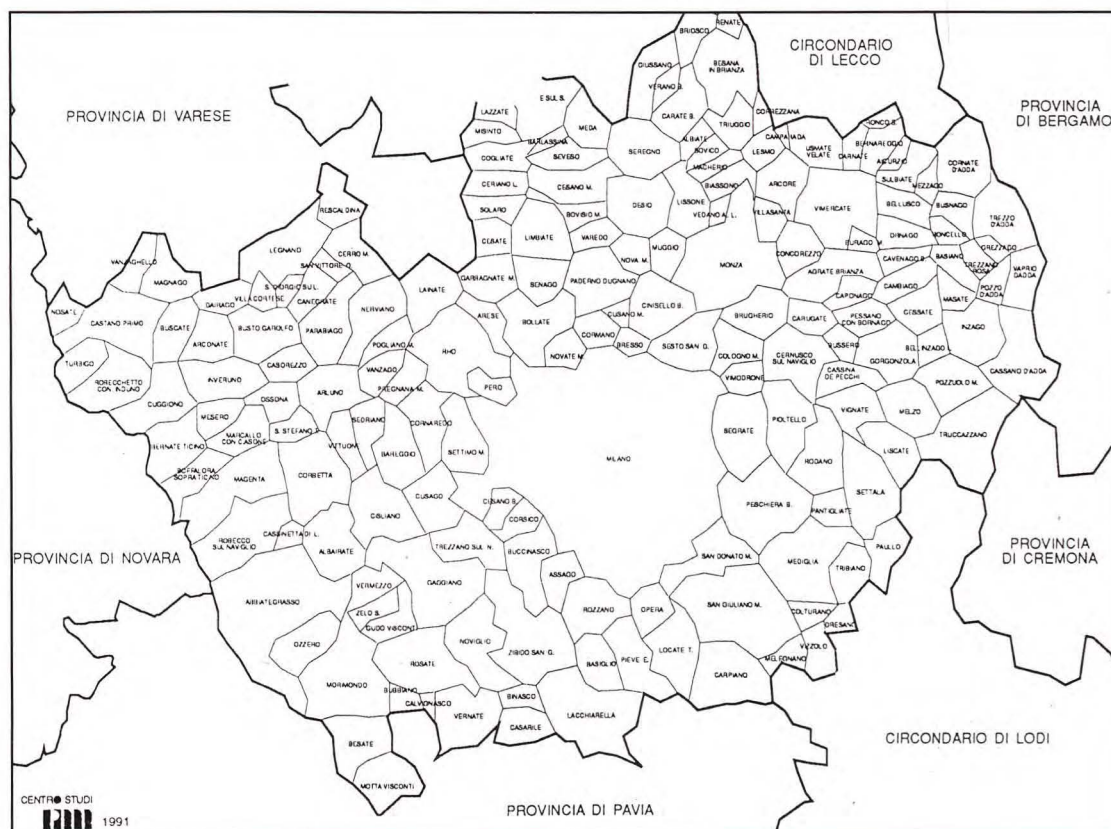 RENATE
BRIOSCO
CIRCONDARIO
DI LECCO
GIUSSANO
BESANA
IN BRIANZA
VERANO B.
PROVINCIA DI VARESE
PROVINCIA
DI BERGAMO
E SUL S.
LAZZATE
CARATE B.
TRIUGGIO
CORREZZANA
RONCO B.
MISINTO
MEDA
BARLASSINA
SEREGNO
ALBIATE
SOVICO
CAMPARADA
USMATE
VELATE
CARNATE
BERNAREGGIO
AICURZIO
CORNATE
D'ADDA
COGLIATE
SEVESO
MACHERIO
LESMO
SULBIATE
MEZZAGO
CERIANO L.
CESANO M.
BIASSONO
ARCORE
BELLUSCO
BUSNAGO
RESCALDINA
SOLARO
BOVISIO M.
DESIO
LISSONE
VEDANO A. L.
VILLASANTA
VIMERCATE
TREZZO
D'ADDA
LEGNANO
CERRO M.
CESATE
LIMBIATE
VAREDO
MUGGIO
BURAGO M.
ORNAGO
RONCELLO
GREZZAGO
VANZAGHELLO
MAGNAGO
SAN VITTORE O.
NOVA M.
MONZA
CONCOREZZO
CAVENAGO B.
BASIANO
TREZZANO
ROSA
VAPRIO
D'ADDA
S. GIORGIO SU L.
GARBAGNATE M.
SENAGO
PADERNO DUGNANO
AGRATE BRIANZA
CAMBIAGO
POZZO
D'ADDA
NOSATE
DAIRAGO
VILLA CORTESE
CANEGRATE
NERVIANO
LAINATE
CINISELLO B.
CAPONAGO
MASATE
CASTANO PRIMO
BUSCATE
ARCONATE
BUSTO GAROLFO
PARABIAGO
ARESE
BOLLATE
CUSANO M.
BRUGHERIO
CARUGATE
PESSANO
CON BORNAGO
GESSATE
INZAGO
POGLIANO M.
RHO
CORMANO
BRESSO
SESTO SAN G.
BUSSERO
BELLINZAGO L.
TURBIGO
ROBECCHETTO
CON INDUNO
INVERUNO
CASOREZZO
VANZAGO
NOVATE M.
COLOGNO M.
CERNUSCO
SUL NAVIGLIO
GORGONZOLA
CASSANO D'ADDA
CUGGIONO
OSSONA
ARLUNO
PREGNANA M.
PERO
VIMODRONE
CASSINA
DE PECCHI
POZZUOLO M.
MESERO
SEDRIANO
CORNAREDO
PIOLTELLO
VIGNATE
MELZO
BERNATE TICINO
MARCALLO
CON CASONE
S. STEFANO T.
VITTUONE
SETTIMO M.
SEGRATE
TRUCCAZZANO
BOFFALORA
SOPRA TICINO
MAGENTA
CORBETTA
BAREGGIO
MILANO
RODANO
LISCATE
CUSAGO
CUSANO B.
SETTALA
CISLIANO
CORSICO
PESCHIERA B.
PANTIGLIATE
ROBECCO
SUL NAVIGLIO
CASSINETTA DI L.
ALBAIRATE
TREZZANO SUL N.
BUCCINASCO
PROVINCIA DI NOVARA
SAN DONATO M.
MEDIGLIA
PAULLO
PROVINCIA
DI CREMONA
GAGGIANO
ASSAGO
TRIBIANO
ABBIATEGRASSO
VERMEZZO
ZELO S.
GUDO VISCONTI
ROZZANO
OPERA
SAN GIULIANO M.
COLTURANO
DRESANO
OZZERO
NOVIGLIO
ZIBIDO SAN G.
LOCATE T.
VIZZOLO
ROSATE
BASIGLIO
PIEVE E.
MELEGNANO
CARPIANO
MORIMONDO
BUBBIANO
CALVIGNASCO
BINASCO
VERNATE
CASARILE
LACCHIARELLA
CIRCONDARIO DI LODI
BESATE
MOTTA VISCONTI
PROVINCIA DI PAVIA
CENTRO STUDI
PIM 1991